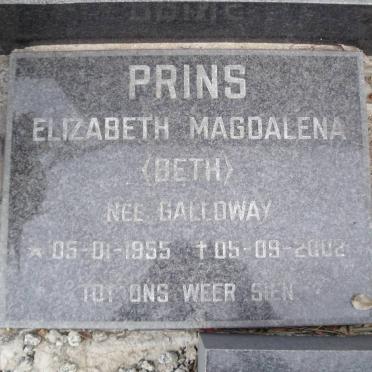 PRINS
ELIZABETH MAGDALENA
(BETH)
NEE GALLOWAY
*05-01-1955 †05-09-2002
TOT ONS WEER SIEN